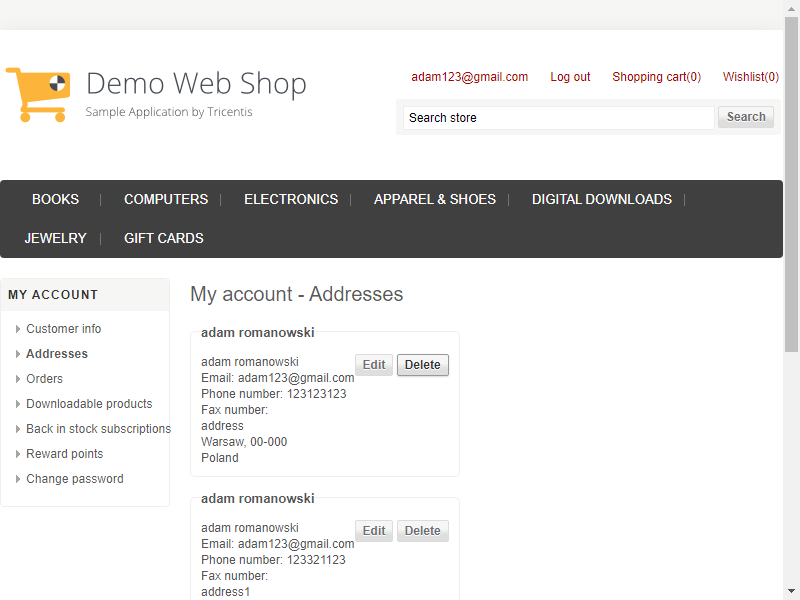 Demo Web Shop
Sample Application by Tricentis
adam123@gmail.com Log out Shopping cart(0) Wishlist(0)
Search store Search
BOOKS COMPUTERS ELECTRONICS APPAREL & SHOES DIGITAL DOWNLOADS
JEWELRY GIFT CARDS
MY ACCOUNT
Customer info
Addresses
Orders
Downloadable products
Back in stock subscriptions
Reward points
Change password
My account - Addresses
adam romanowski
adam romanowski Edit Delete
Email: adam123@gmail.com
Phone number: 123123123
Fax number:
address
Warsaw, 00-000
Poland
adam romanowski
adam romanowski Edit Delete
Email: adam123@gmail.com
Phone number: 123321123
Fax number:
address1